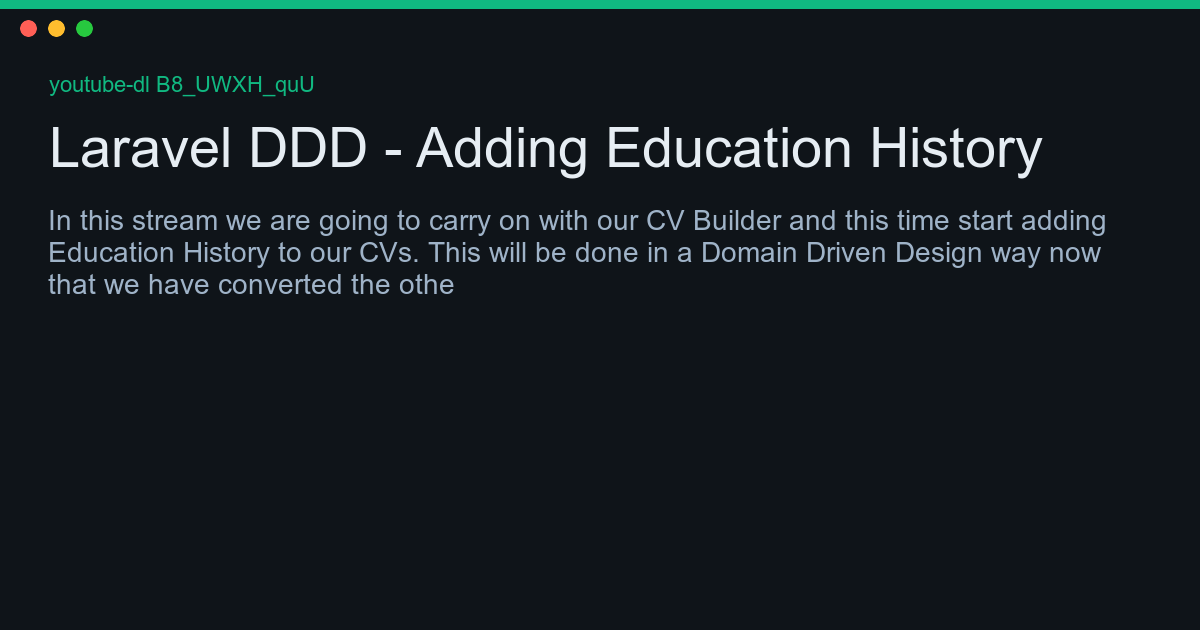 youtube-dl B8_UWXH_quU
Laravel DDD - Adding Education History
In this stream we are going to carry on with our CV Builder and this time start adding
Education History to our CVs. This will be done in a Domain Driven Design way now
that we have converted the othe